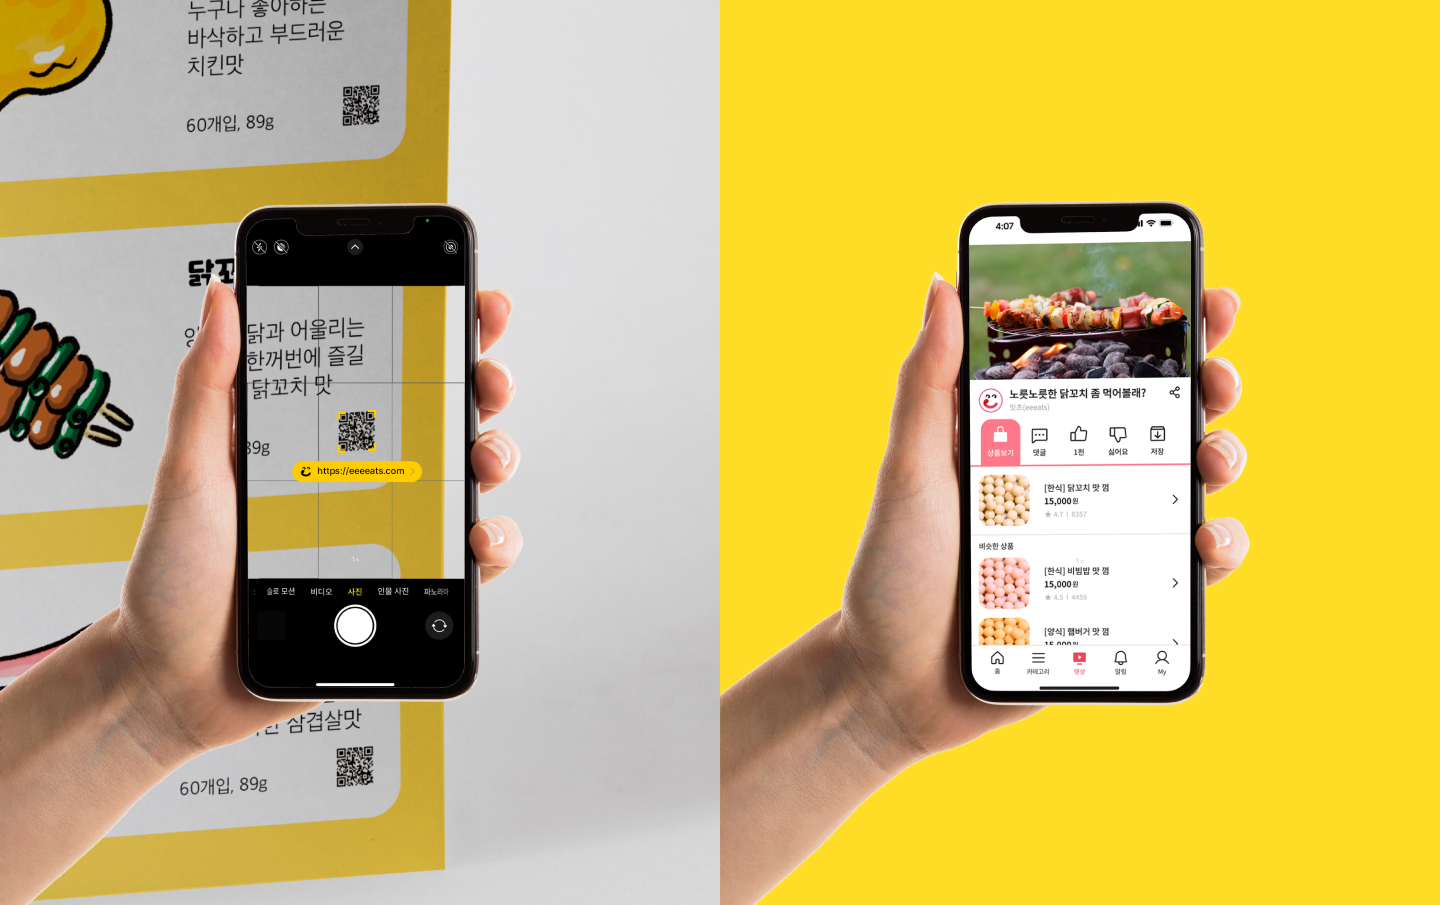 누구나 좋아하는
바삭하고 부드러운
치킨맛
60개입, 89g
닭과 어울리는
한꺼번에 즐길
닭꼬치 맛
89g
https://eeeeats.com
슬로 모션
비디오
사진
인물 사진
파노라마
삼겹살맛
60개입, 89g
4:07
노릇노릇한 닭꼬치 좀 먹어볼래?
잇츠(eeeats)
상품보기
댓글
1천
싫어요
저장
[한식] 닭꼬치 맛 껌
15,000원
★ 4.7 | 8357
비슷한 상품
[한식] 비빔밥 맛 껌
15,000원
★ 4.5 | 4459
[양식] 햄버거 맛 껌
15,000원
홈
카테고리
영상
알림
My